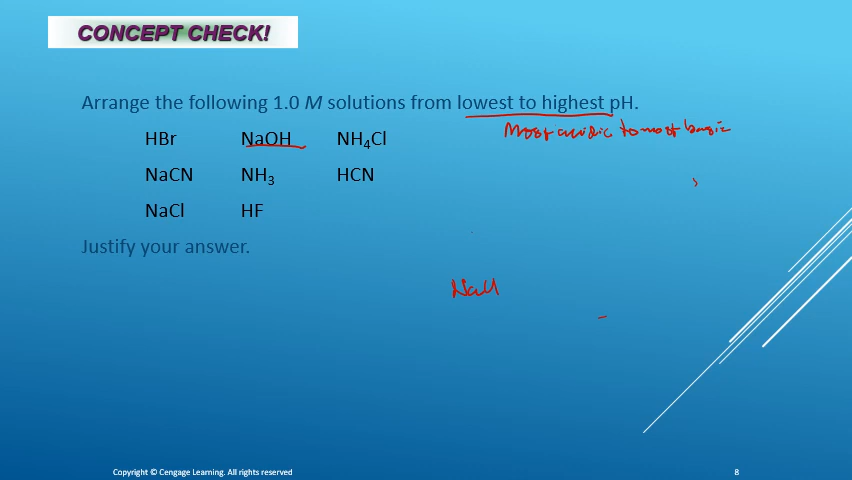 CONCEPT CHECK!
Arrange the following 1.0 M solutions from lowest to highest pH.
Most acidic to most basic
HBr NaOH NH₄Cl
NaCN NH₃ HCN
NaCl HF
Justify your answer.
NaCl
Copyright © Cengage Learning. All rights reserved 8